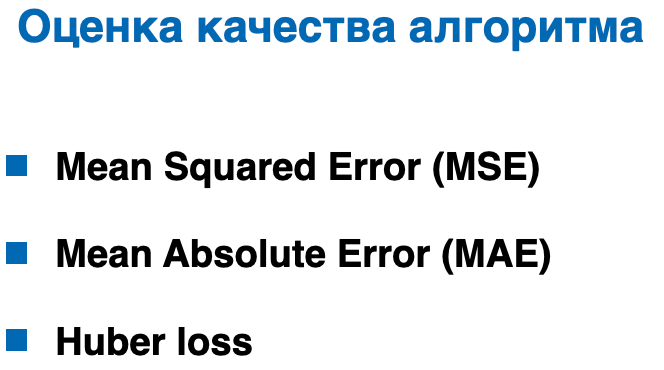 Оценка качества алгоритма
Mean Squared Error (MSE)
Mean Absolute Error (MAE)
Huber loss